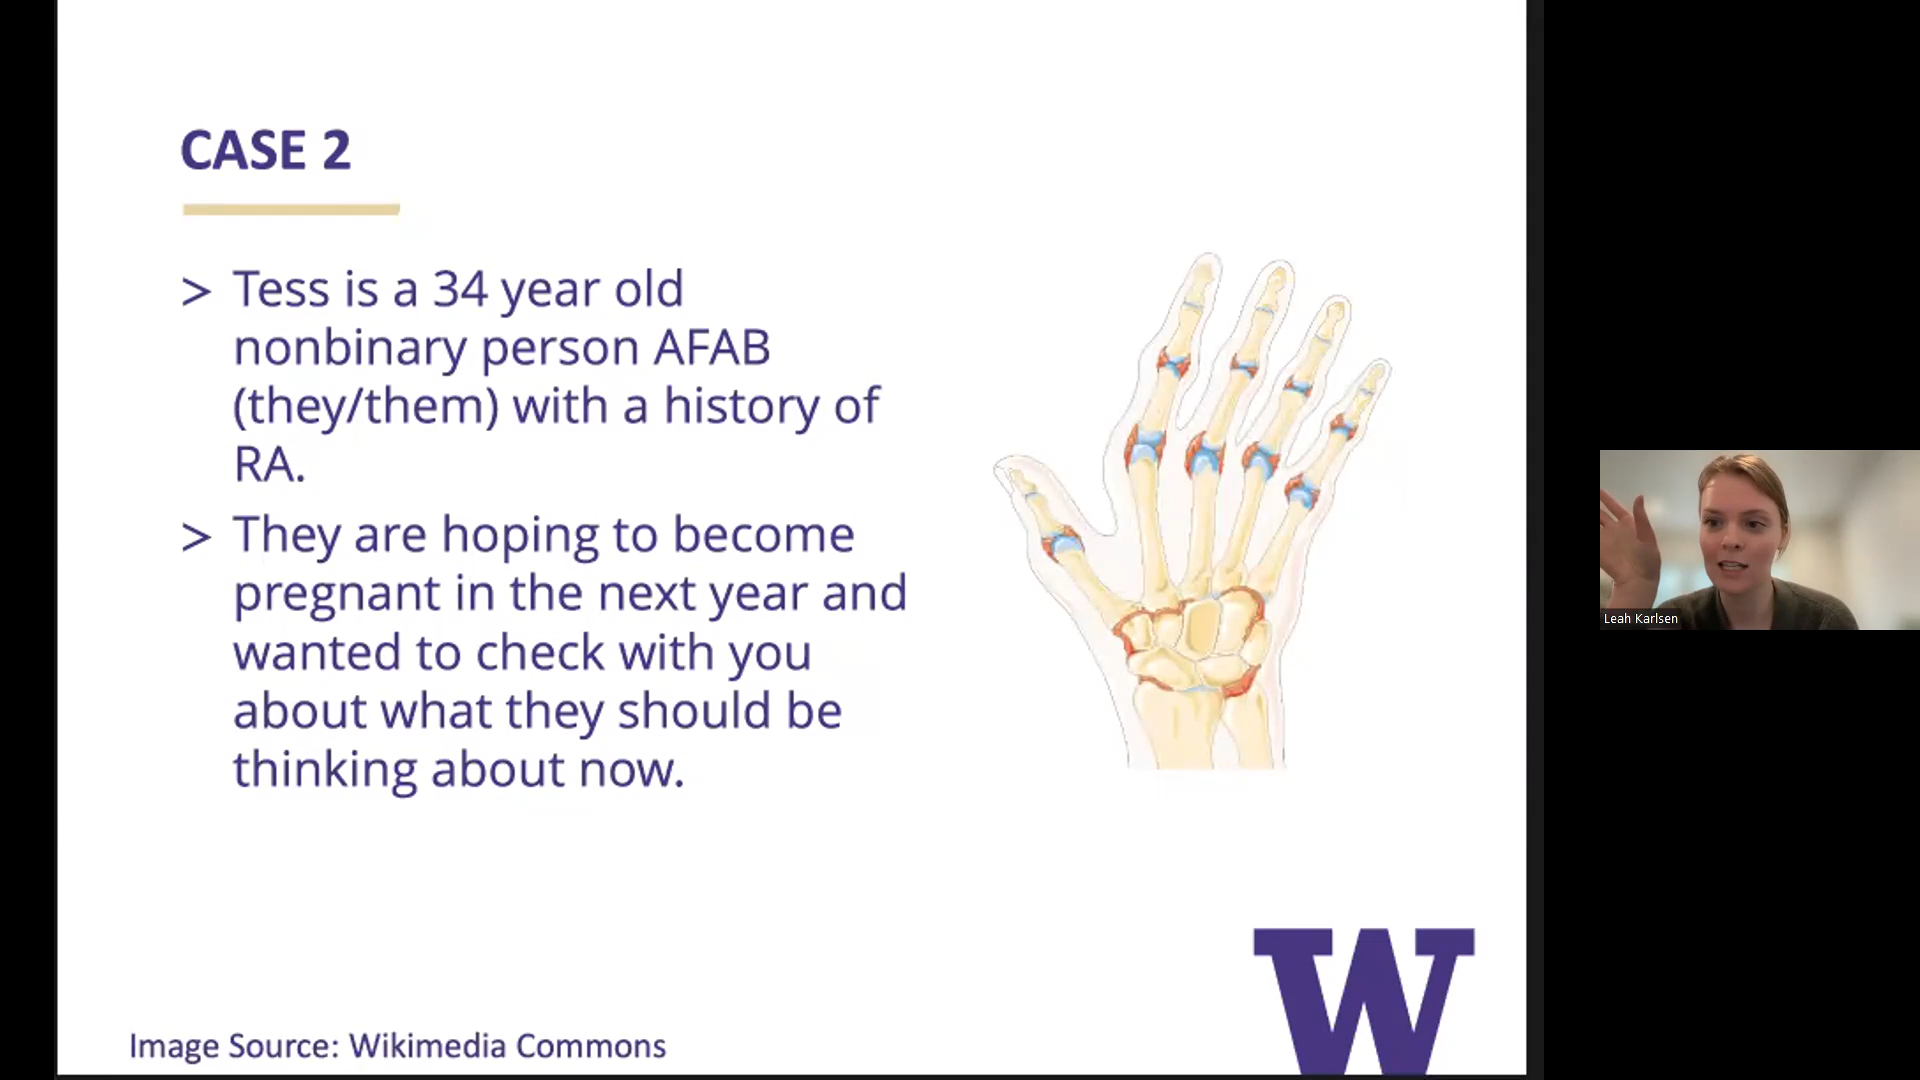 CASE 2
> Tess is a 34 year old
nonbinary person AFAB
(they/them) with a history of
RA.
> They are hoping to become
pregnant in the next year and
wanted to check with you
about what they should be
thinking about now.
Image Source: Wikimedia Commons
W
Leah Karlsen